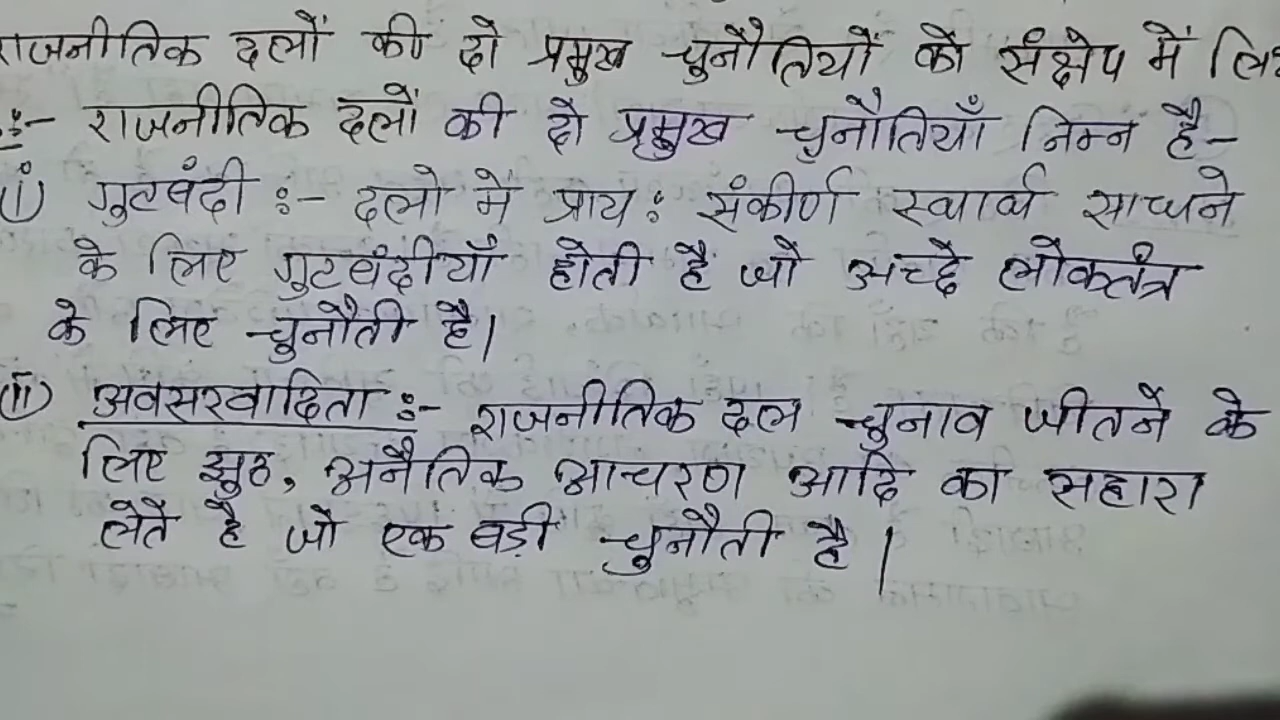 राजनीतिक दलों की दो प्रमुख चुनौतियों को संक्षेप में
:- राजनीतिक दलों की दो प्रमुख चुनौतियाँ निम्न है-
(i) गुटबंदी :- दलो में प्राय: संकीर्ण स्वार्थ साधने
के लिए गुटबंदीयाँ होती है जो अच्छे लोकतंत्र
के लिए चुनौती है।
(ii) अवसरवादिता :- राजनीतिक दल चुनाव जीतने के
लिए झुठ, अनैतिक आचरण आदि का सहारा
लेते है जो एक बड़ी चुनौती है।